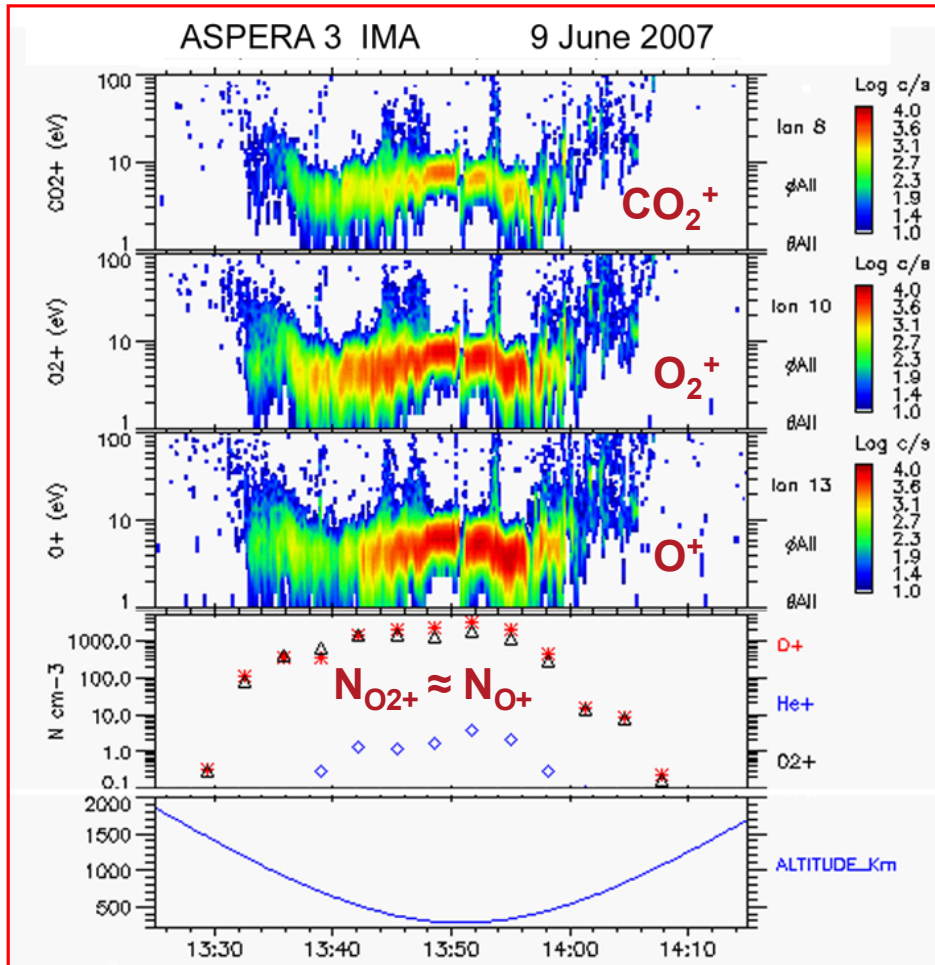 ASPERA 3 IMA 9 June 2007
Log c/s
100
10
1
CO2+ (eV)
Ion 8
φAll
θAll
4.0
3.6
3.1
2.7
2.3
1.9
1.4
1.0
CO₂⁺
Log c/s
100
10
1
O2+ (eV)
Ion 10
φAll
θAll
4.0
3.6
3.1
2.7
2.3
1.9
1.4
1.0
O₂⁺
Log c/s
100
10
1
O+ (eV)
Ion 13
φAll
θAll
4.0
3.6
3.1
2.7
2.3
1.9
1.4
1.0
O⁺
1000.0
100.0
10.0
1.0
0.1
N cm-3
N_O2+ ≈ N_O+
O+
He+
O2+
2000
1500
1000
500
ALTITUDE_Km
13:30 13:40 13:50 14:00 14:10